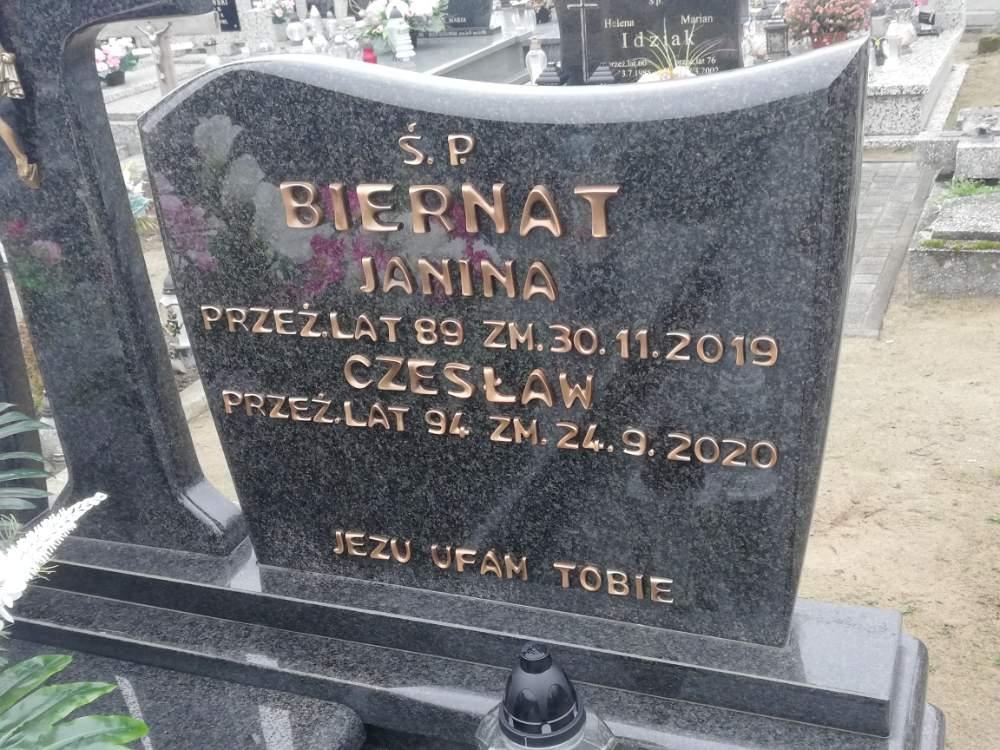 Ś.P.
Helena Marian
Idziak
Ś. P.
BIERNAT
JANINA
PRZEŻ.LAT 89 ZM.30.11.2019
CZESŁAW
PRZEŻ.LAT 94 ZM.24.9.2020
JEZU UFAM TOBIE